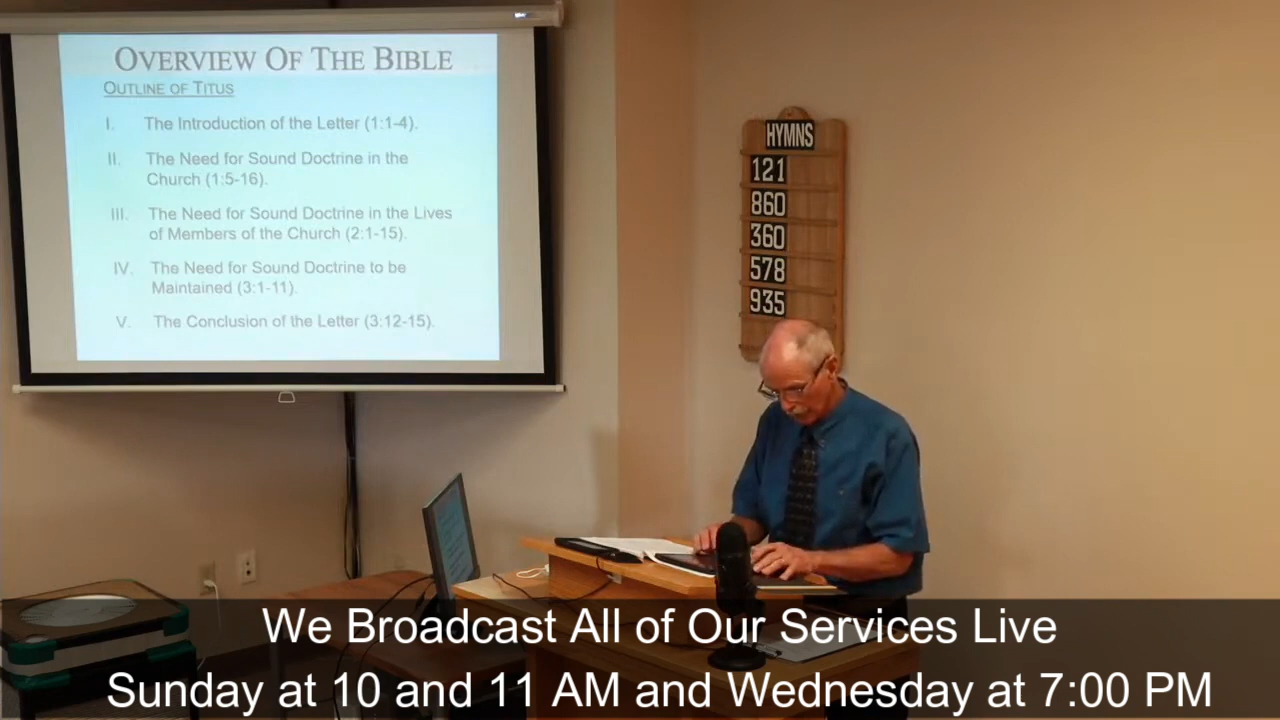 OVERVIEW OF THE BIBLE
OUTLINE OF TITUS
I. The Introduction of the Letter (1:1-4).
II. The Need for Sound Doctrine in the
Church (1:5-16).
III. The Need for Sound Doctrine in the Lives
of Members of the Church (2:1-15).
IV. The Need for Sound Doctrine to be
Maintained (3:1-11).
V. The Conclusion of the Letter (3:12-15).
HYMNS
121
860
360
578
935
We Broadcast All of Our Services Live
Sunday at 10 and 11 AM and Wednesday at 7:00 PM